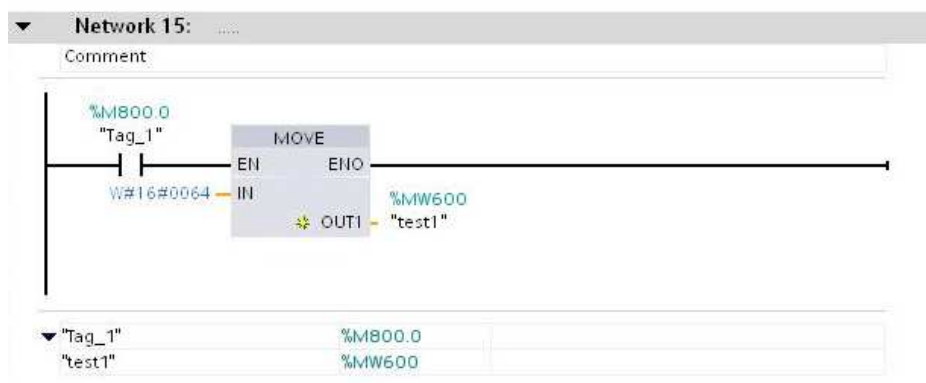 Network 15: .....
Comment
%M800.0
"Tag_1"
MOVE
EN ENO
W#16#0064 IN
%MW600
OUT1 "test1"
"Tag_1" %M800.0
"test1" %MW600